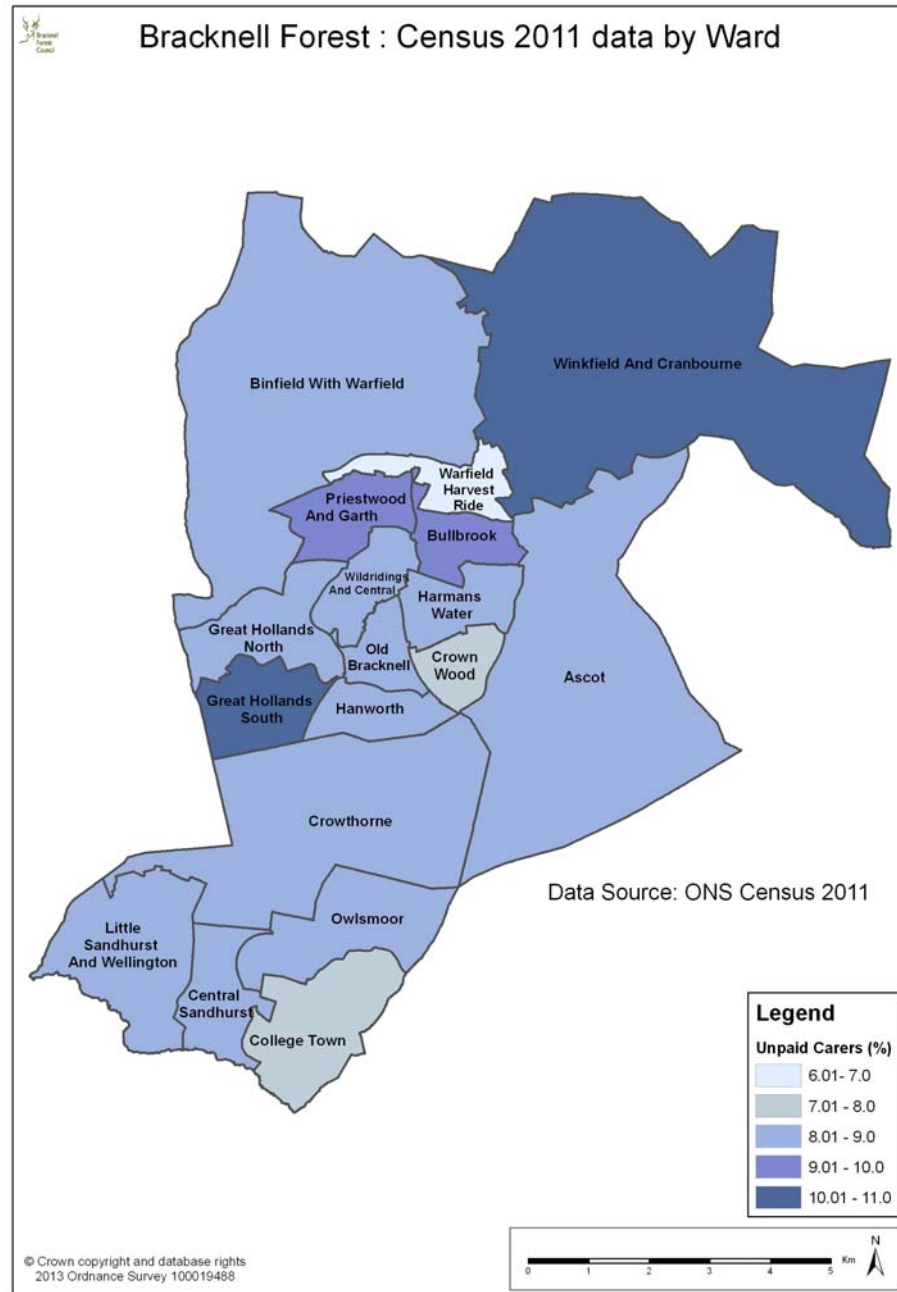 Bracknell
Forest
Council
Bracknell Forest : Census 2011 data by Ward
Winkfield And Cranbourne
Binfield With Warfield
Warfield
Harvest
Ride
Priestwood
And Garth
Bullbrook
Wildridings
And Central
Harmans
Water
Great Hollands
North
Old
Bracknell
Crown
Wood
Ascot
Great Hollands
South
Hanworth
Crowthorne
Data Source: ONS Census 2011
Owlsmoor
Little
Sandhurst
And Wellington
Central
Sandhurst
College Town
Legend
Unpaid Carers (%)
6.01- 7.0
7.01 - 8.0
8.01 - 9.0
9.01 - 10.0
10.01 - 11.0
© Crown copyright and database rights
2013 Ordnance Survey 100019488
N
Km
0 1 2 3 4 5